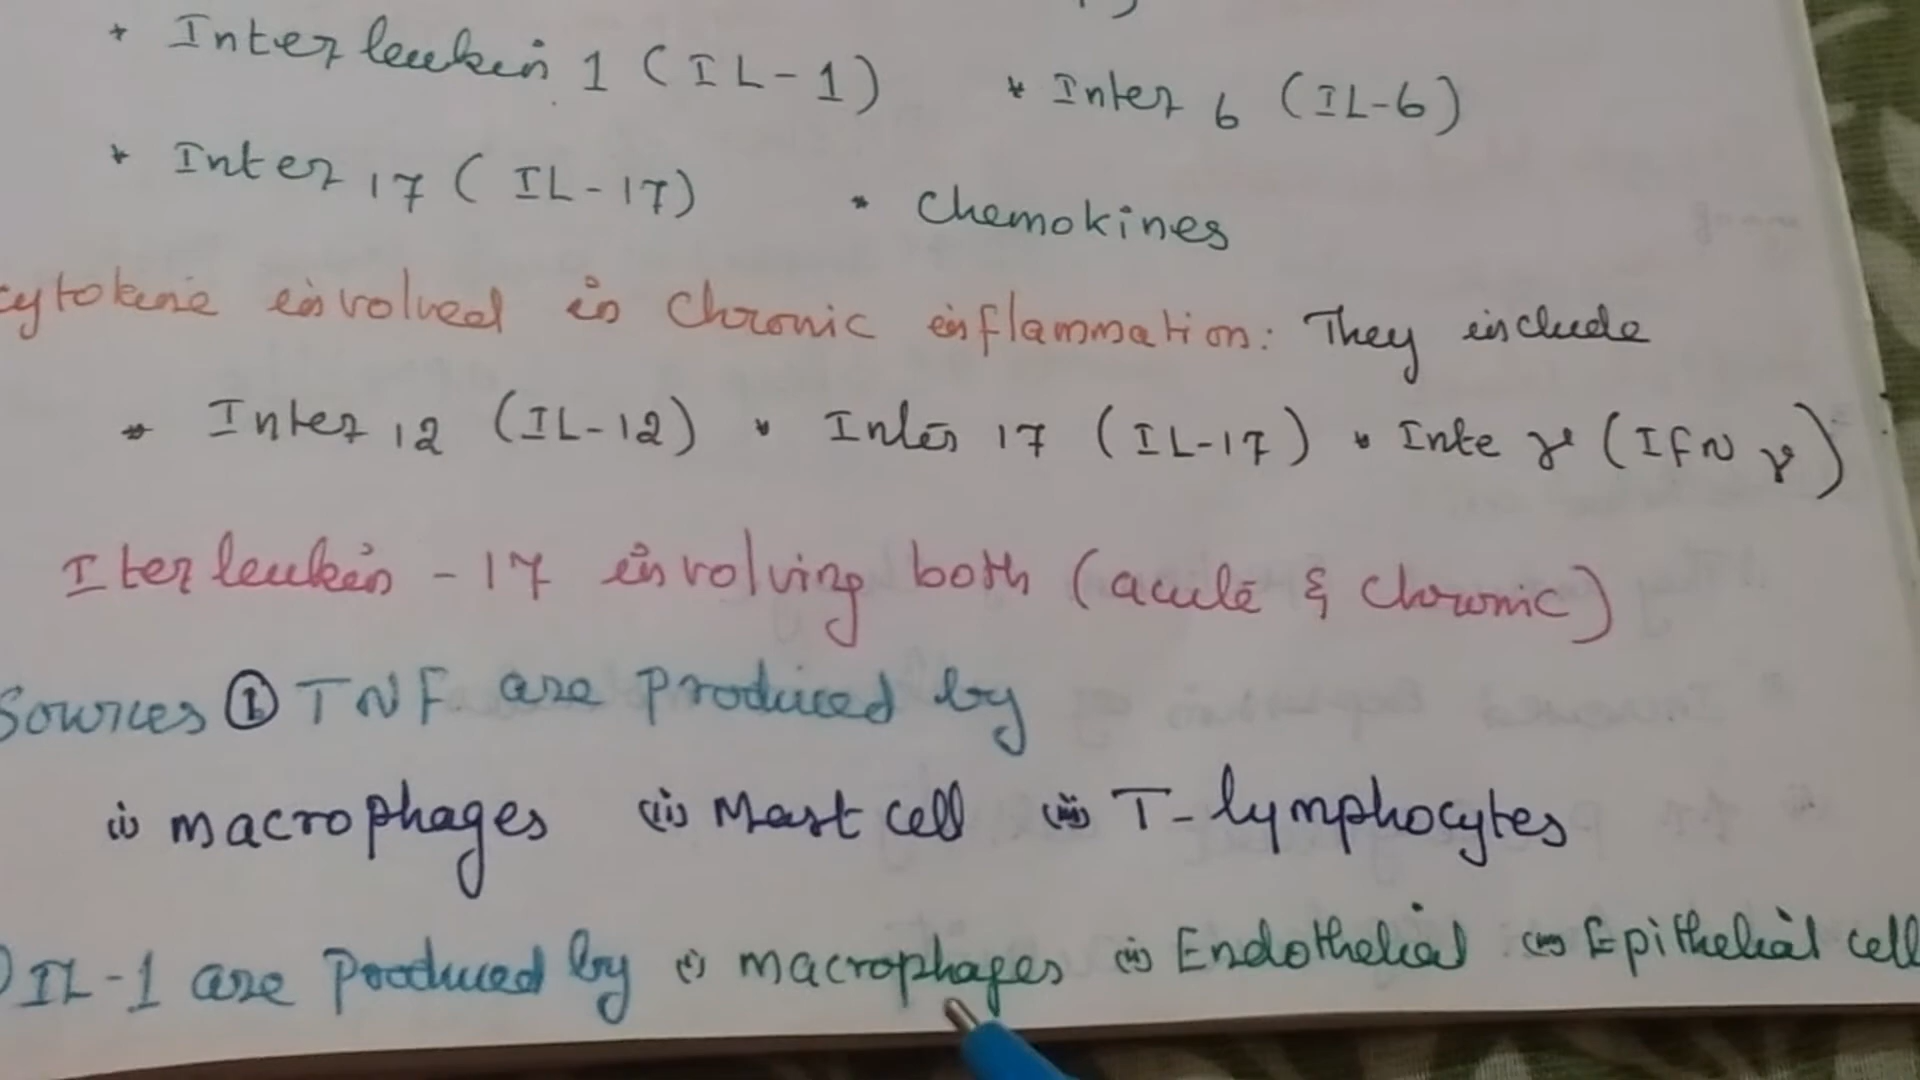 * Interleukin 1 (IL-1) * Inter 6 (IL-6)
* Inter 17 (IL-17) * Chemokines
cytokine involved in Chronic inflammation: They include
* Inter 12 (IL-12) * Inter 17 (IL-17) * Inte γ (IFN γ)
Iterleukin - 17 involving both (acute & Chronic)
Sources ① TNF are produced by
(i) macrophages (ii) Mast cell (iii) T-lymphocytes
) IL-1 are produced by (i) macrophages (ii) Endothelial (iii) Epithelial cell